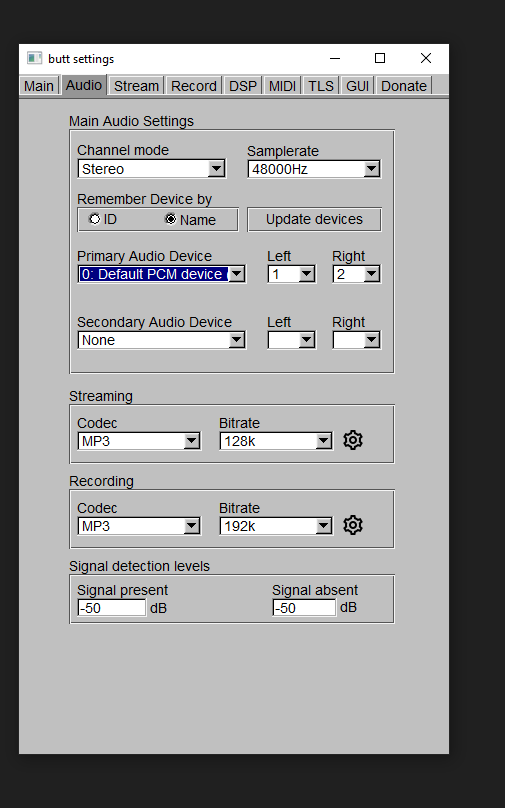 butt settings
Main Audio Stream Record DSP MIDI TLS GUI Donate
Main Audio Settings
Channel mode Samplerate
Stereo 48000Hz
Remember Device by
ID Name Update devices
Primary Audio Device Left Right
0: Default PCM device ( 1 2
Secondary Audio Device Left Right
None
Streaming
Codec Bitrate
MP3 128k
Recording
Codec Bitrate
MP3 192k
Signal detection levels
Signal present Signal absent
-50 dB -50 dB